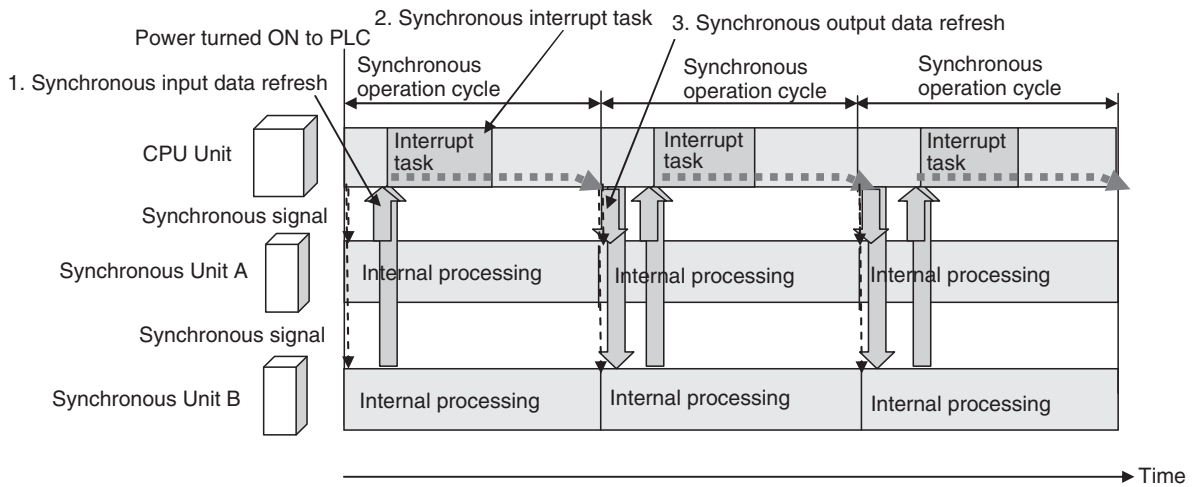 2. Synchronous interrupt task
3. Synchronous output data refresh
Power turned ON to PLC
1. Synchronous input data refresh
Synchronous
operation cycle
Synchronous
operation cycle
Synchronous
operation cycle
CPU Unit
Interrupt
task
Interrupt
task
Interrupt
task
Synchronous signal
Synchronous Unit A
Internal processing
Internal processing
Internal processing
Synchronous signal
Synchronous Unit B
Internal processing
Internal processing
Internal processing
Time